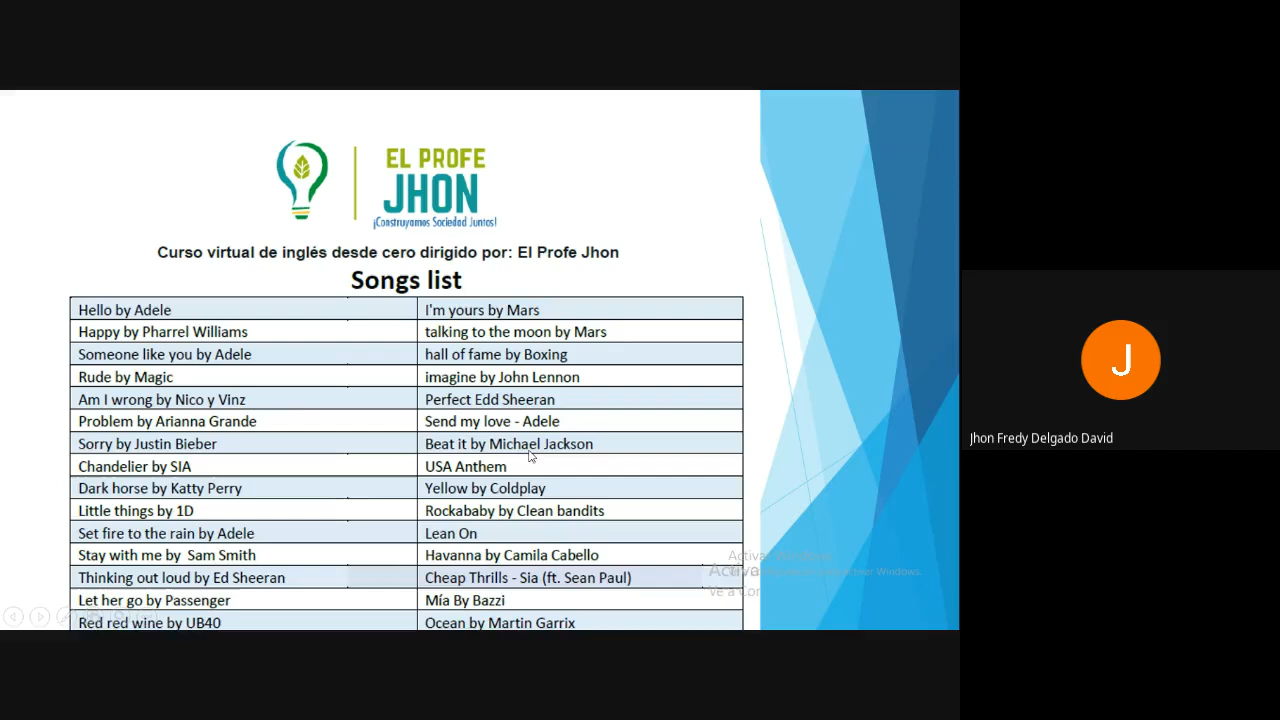 EL PROFE
JHON
¡Construyamos Sociedad Juntos!
Curso virtual de inglés desde cero dirigido por: El Profe Jhon
Songs list
Hello by Adele
I'm yours by Mars
Happy by Pharrel Williams
talking to the moon by Mars
Someone like you by Adele
hall of fame by Boxing
Rude by Magic
imagine by John Lennon
Am I wrong by Nico y Vinz
Perfect Edd Sheeran
Problem by Arianna Grande
Send my love - Adele
Sorry by Justin Bieber
Beat it by Michael Jackson
Chandelier by SIA
USA Anthem
Dark horse by Katty Perry
Yellow by Coldplay
Little things by 1D
Rockababy by Clean bandits
Set fire to the rain by Adele
Lean On
Stay with me by Sam Smith
Havanna by Camila Cabello
Thinking out loud by Ed Sheeran
Cheap Thrills - Sia (ft. Sean Paul)
Let her go by Passenger
Mía By Bazzi
Red red wine by UB40
Ocean by Martin Garrix
J
Jhon Fredy Delgado David